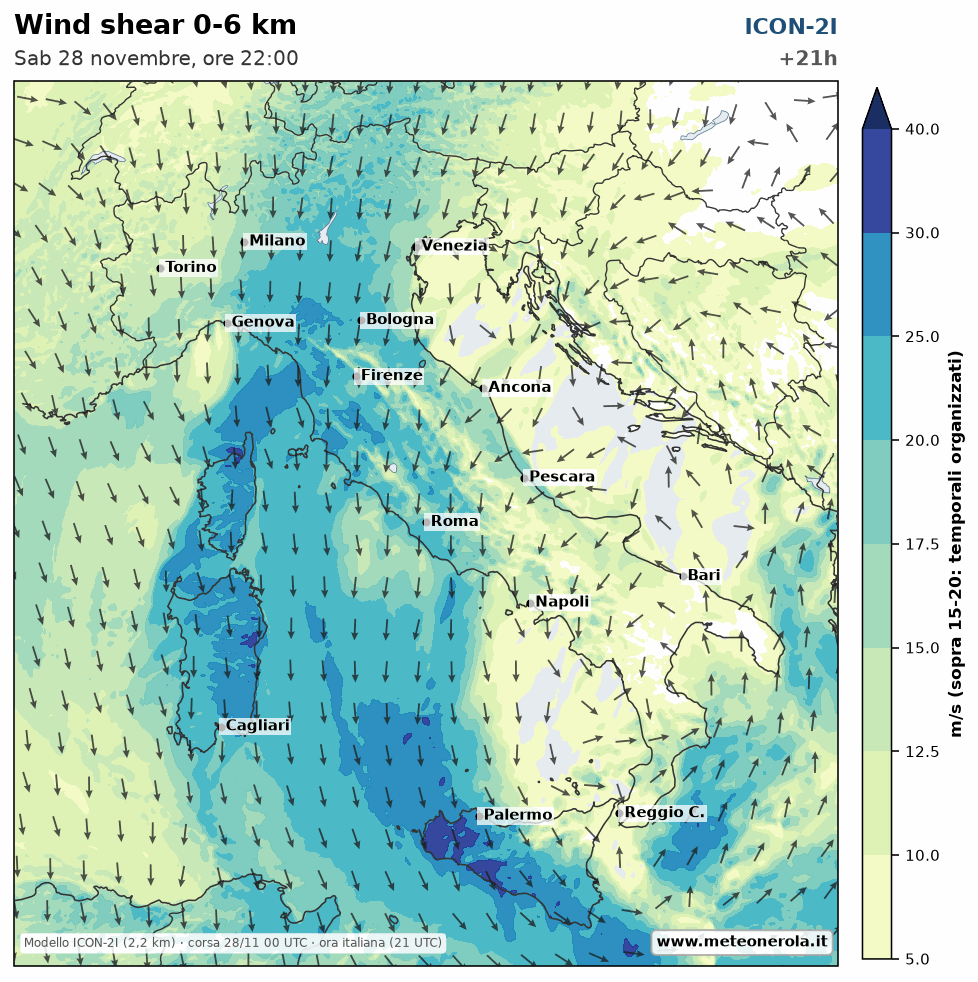 Wind shear 0-6 km
ICON-2I
Sab 28 novembre, ore 22:00
+21h
40.0
30.0
25.0
20.0
17.5
15.0
12.5
10.0
5.0
m/s (sopra 15-20: temporali organizzati)
Milano
Venezia
Torino
Genova
Bologna
Firenze
Ancona
Pescara
Roma
Bari
Napoli
Cagliari
Palermo
Reggio C.
Modello ICON-2I (2,2 km) · corsa 28/11 00 UTC · ora italiana (21 UTC)
www.meteonerola.it